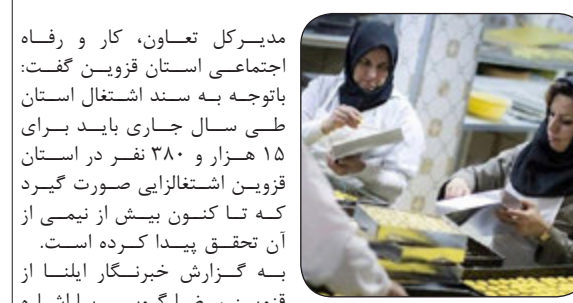 مدیرکل تعاون، کار و رفاه
اجتماعی استان قزوین گفت:
باتوجه به سند اشتغال استان
طی سال جاری باید برای
۱۵ هزار و ۳۸۰ نفر در استان
قزوین اشتغالزایی صورت گیرد
که تا کنون بیش از نیمی از
آن تحقق پیدا کرده است.
به گزارش خبرنگار ایلنا از